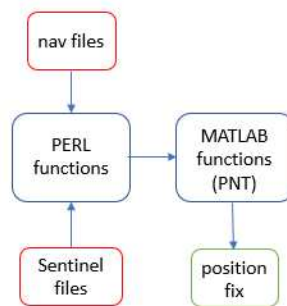 nav files
PERL
functions
MATLAB
functions
(PNT)
Sentinel
files
position
fix